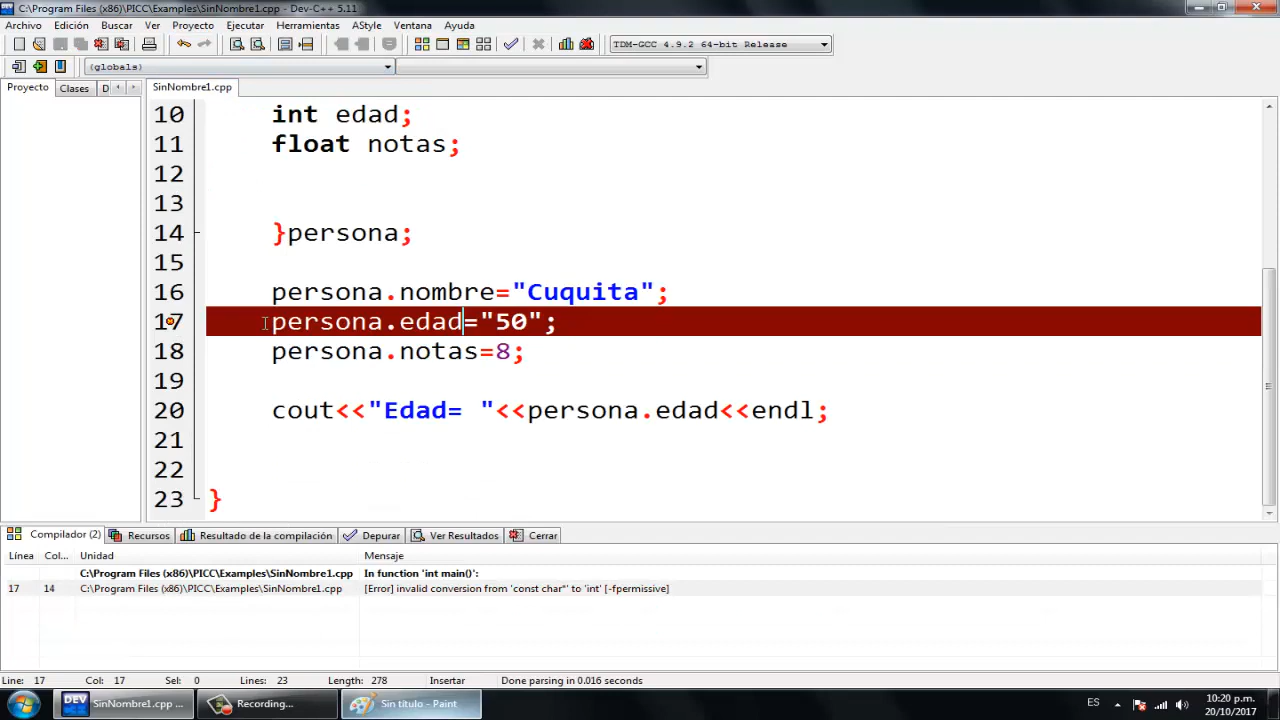 C:\Program Files (x86)\PICC\Examples\SinNombre1.cpp - Dev-C++ 5.11
Archivo Edición Buscar Ver Proyecto Ejecutar Herramientas AStyle Ventana Ayuda
TDM-GCC 4.9.2 64-bit Release
(globals)
Proyecto Clases D SinNombre1.cpp
10 int edad;
11 float notas;
12
13
14 }persona;
15
16 persona.nombre="Cuquita";
17 persona.edad="50";
18 persona.notas=8;
19
20 cout<<"Edad= "<<persona.edad<<endl;
21
22
23 }
Compilador (2) Recursos Resultado de la compilación Depurar Ver Resultados Cerrar
Línea Col... Unidad Mensaje
C:\Program Files (x86)\PICC\Examples\SinNombre1.cpp In function 'int main()':
17 14 C:\Program Files (x86)\PICC\Examples\SinNombre1.cpp [Error] invalid conversion from 'const char*' to 'int' [-fpermissive]
Line: 17 Col: 17 Sel: 0 Lines: 23 Length: 278 Insertar Done parsing in 0.016 seconds
DEV SinNombre1.cpp ... Recording... Sin título - Paint ES 10:20 p.m.
20/10/2017